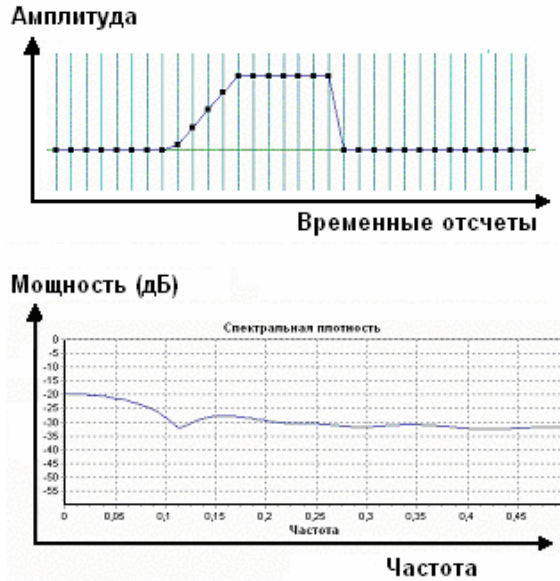 Амплитуда
Временные отсчеты
Мощность (дБ)
Спектральная плотность
0
-5
-10
-15
-20
-25
-30
-35
-40
-45
-50
-55
0 0,05 0,1 0,15 0,2 0,25 0,3 0,35 0,4 0,45
Частота
Частота